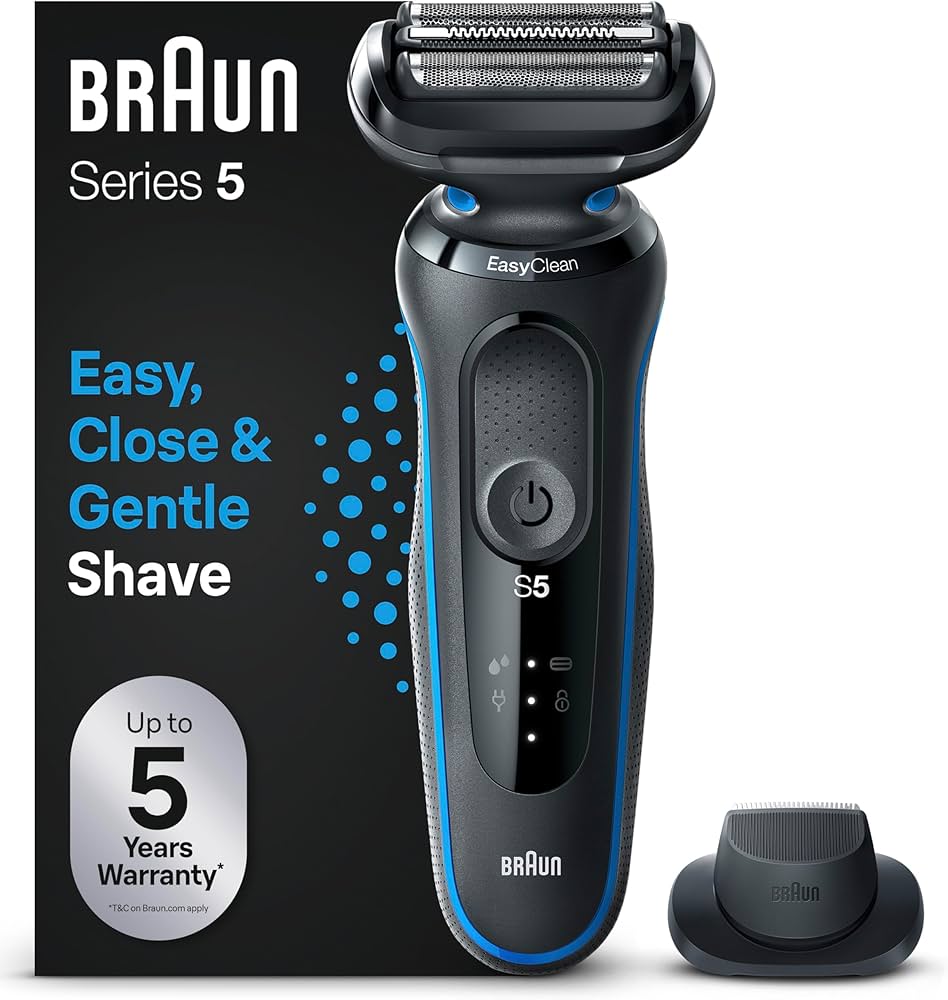 BRAUN
Series 5
Easy,
Close &
Gentle
Shave
Up to
5
Years
Warranty*
*T&C on Braun.com apply
EasyClean
S5
BRAUN
BRAUN